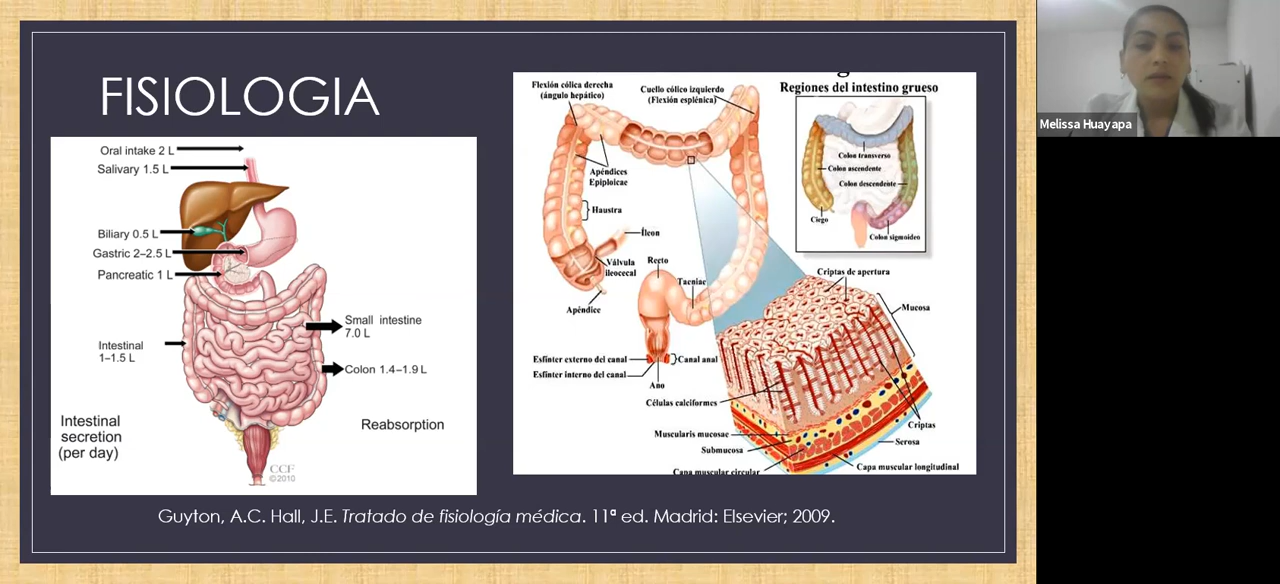 FISIOLOGIA
Oral intake 2 L
Salivary 1.5 L
Biliary 0.5 L
Gastric 2–2.5 L
Pancreatic 1 L
Intestinal
1–1.5 L
Small intestine
7.0 L
Colon 1.4–1.9 L
Intestinal
secretion
(per day)
Reabsorption
CCF
©2010
Flexión cólica derecha
(ángulo hepático)
Cuello cólico izquierdo
(Flexión esplénica)
Regiones del intestino grueso
Apéndices
Epiploicae
Haustra
Íleon
Válvula
ileocecal
Apéndice
Recto
Taeniae
Colon transverso
Colon ascendente
Colon descendente
Ciego
Colon sigmoideo
Criptas de apertura
Mucosa
Esfínter externo del canal
Esfínter interno del canal
Canal anal
Ano
Células caliciformes
Muscularis mucosae
Submucosa
Capa muscular circular
Criptas
Serosa
Capa muscular longitudinal
Guyton, A.C. Hall, J.E. Tratado de fisiología médica. 11ª ed. Madrid: Elsevier; 2009.
Melissa Huayapa